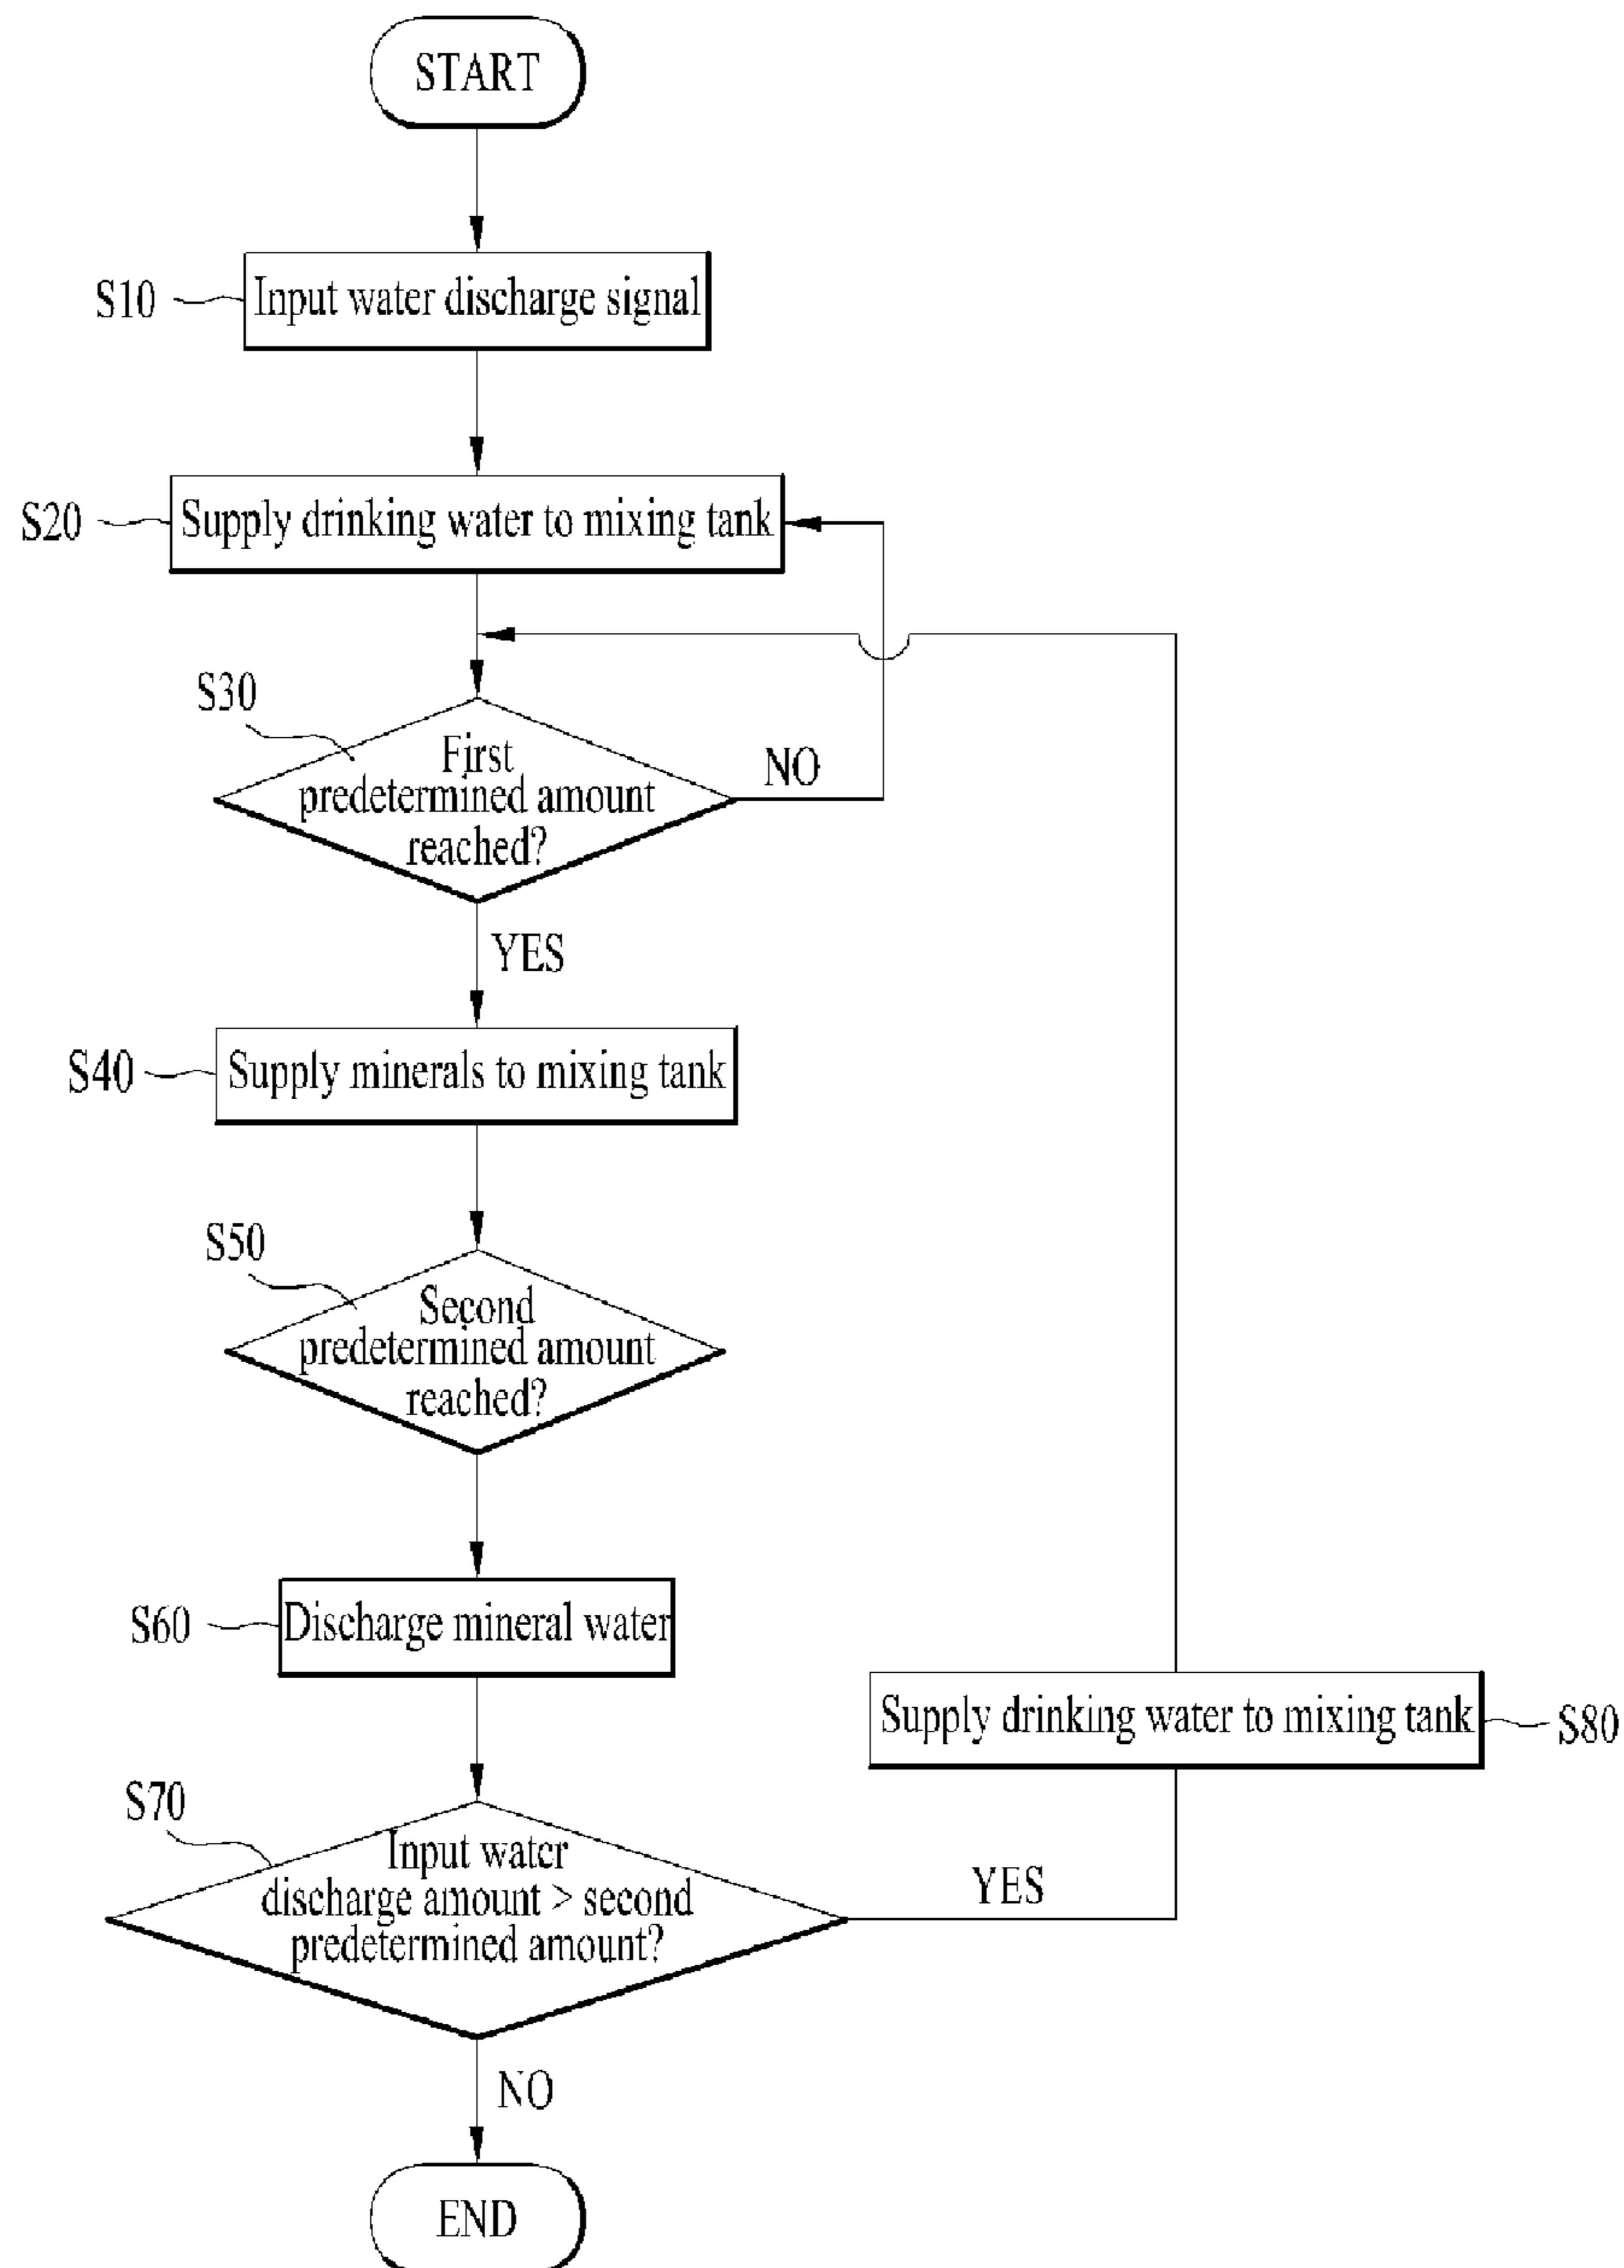 START
S10
Input water discharge signal
S20
Supply drinking water to mixing tank
S30
First
predetermined amount
reached?
NO
YES
S40
Supply minerals to mixing tank
S50
Second
predetermined amount
reached?
S60
Discharge mineral water
Supply drinking water to mixing tank
S80
S70
Input water
discharge amount > second
predetermined amount?
YES
NO
END